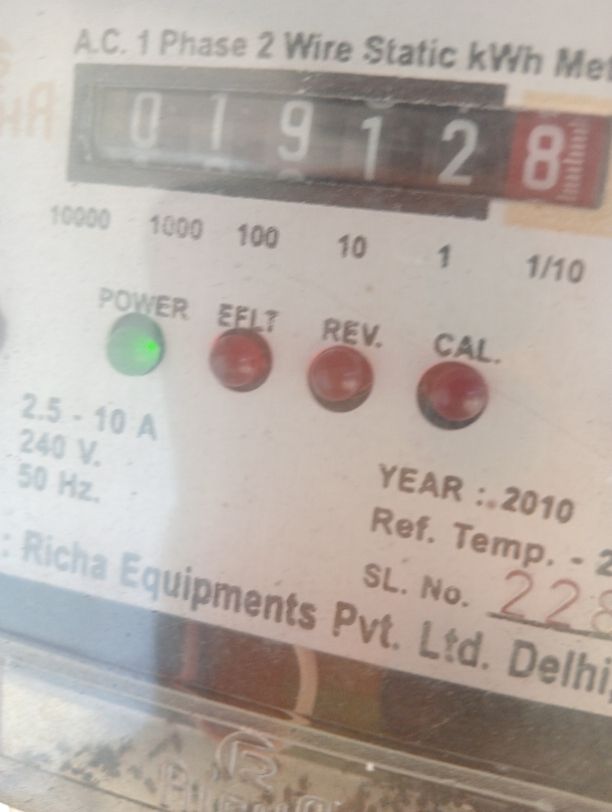 A.C. 1 Phase 2 Wire Static kWh
0 1 9 1 2 8
10000 1000 100 10 1 1/10
POWER EFLT REV. CAL.
2.5 - 10 A
240 V.
50 Hz.
YEAR : 2010
Ref. Temp. -
SL. No. 228
: Richa Equipments Pvt. Ltd. Delhi